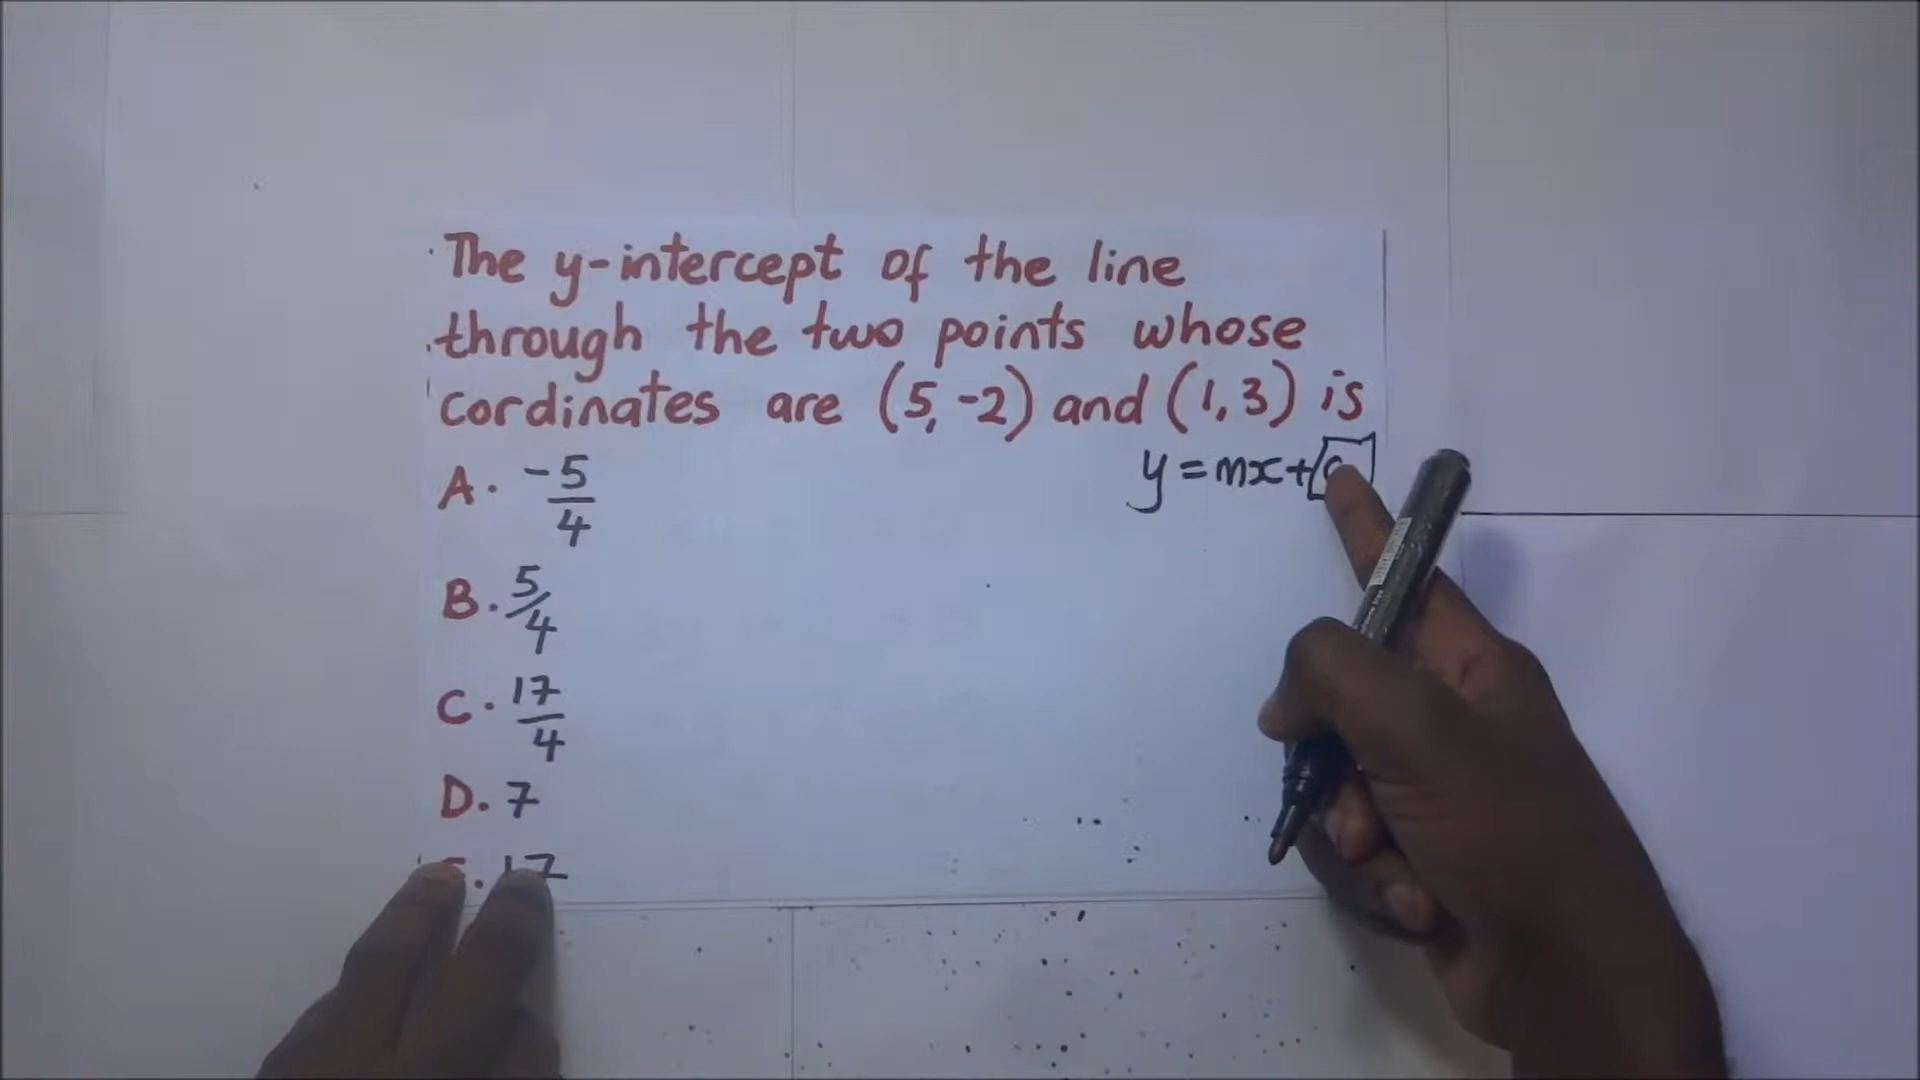 The y-intercept of the line
through the two points whose
cordinates are (5, -2) and (1, 3) is
y = mx +
A. -5/4
B. 5/4
C. 17/4
D. 7
. 17